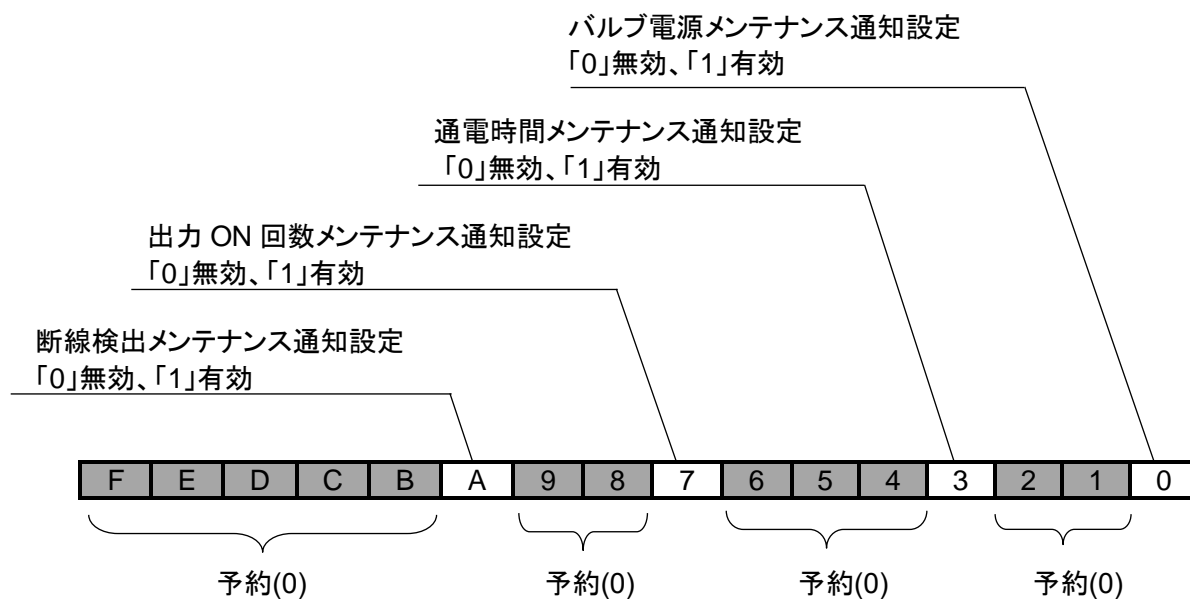 バルブ電源メンテナンス通知設定
「0」無効、「1」有効
通電時間メンテナンス通知設定
「0」無効、「1」有効
出力 ON 回数メンテナンス通知設定
「0」無効、「1」有効
断線検出メンテナンス通知設定
「0」無効、「1」有効
F E D C B A 9 8 7 6 5 4 3 2 1 0
予約(0) 予約(0) 予約(0) 予約(0)